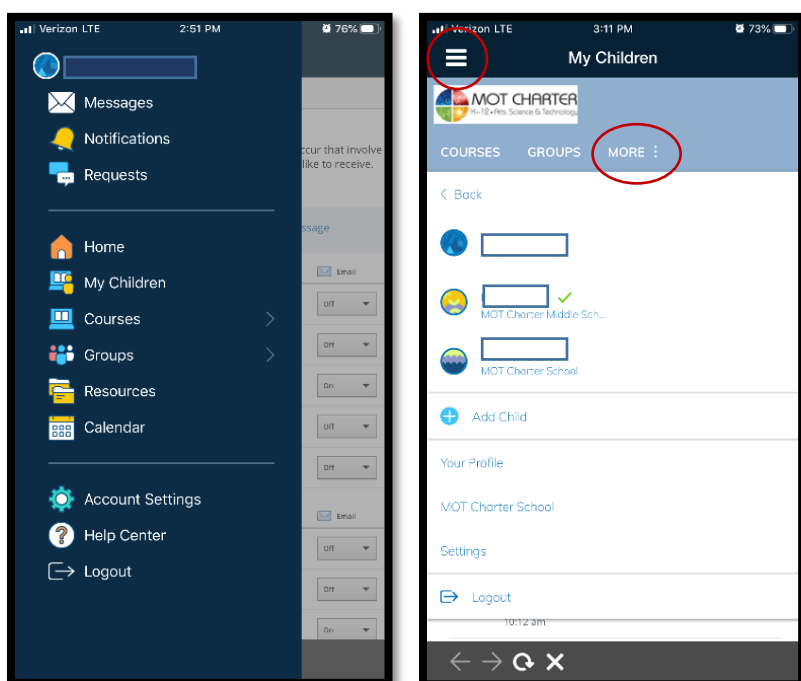 Verizon LTE 2:51 PM 76%
Messages
Notifications
Requests
Home
My Children
Courses
Groups
Resources
Calendar
Account Settings
Help Center
Logout
ccur that involve
like to receive.
ssage
Email
Off
Off
On
Off
Off
Email
Off
Off
On
Verizon LTE 3:11 PM 73%
My Children
MOT CHARTER
K-12 • Arts Science & Technology
COURSES GROUPS MORE
Back
MOT Charter Middle Sch...
MOT Charter School
Add Child
Your Profile
MOT Charter School
Settings
Logout
10:12 am